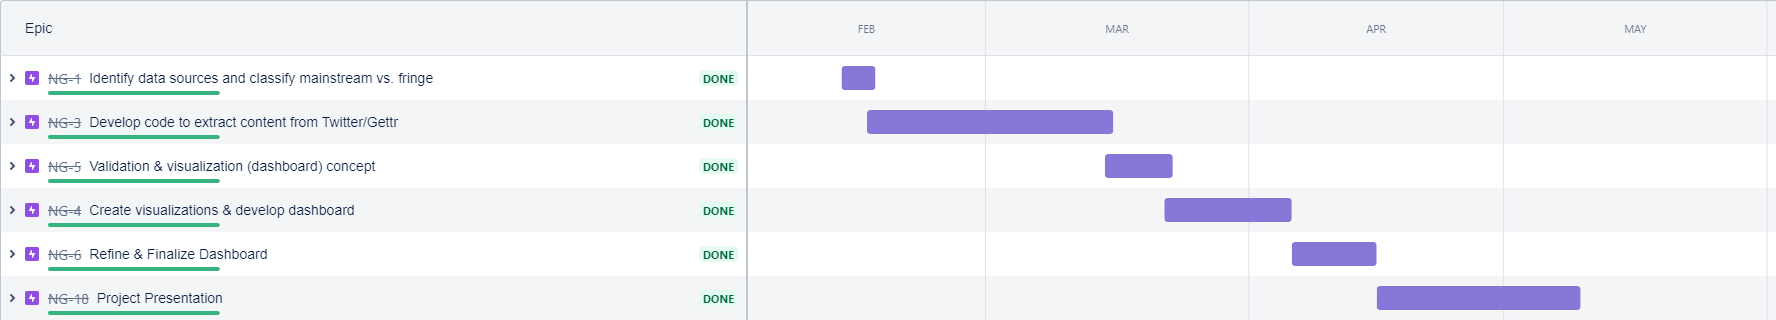 Epic FEB MAR APR MAY
NG-1 Identify data sources and classify mainstream vs. fringe DONE
NG-3 Develop code to extract content from Twitter/Gettr DONE
NG-5 Validation & visualization (dashboard) concept DONE
NG-4 Create visualizations & develop dashboard DONE
NG-6 Refine & Finalize Dashboard DONE
NG-18 Project Presentation DONE